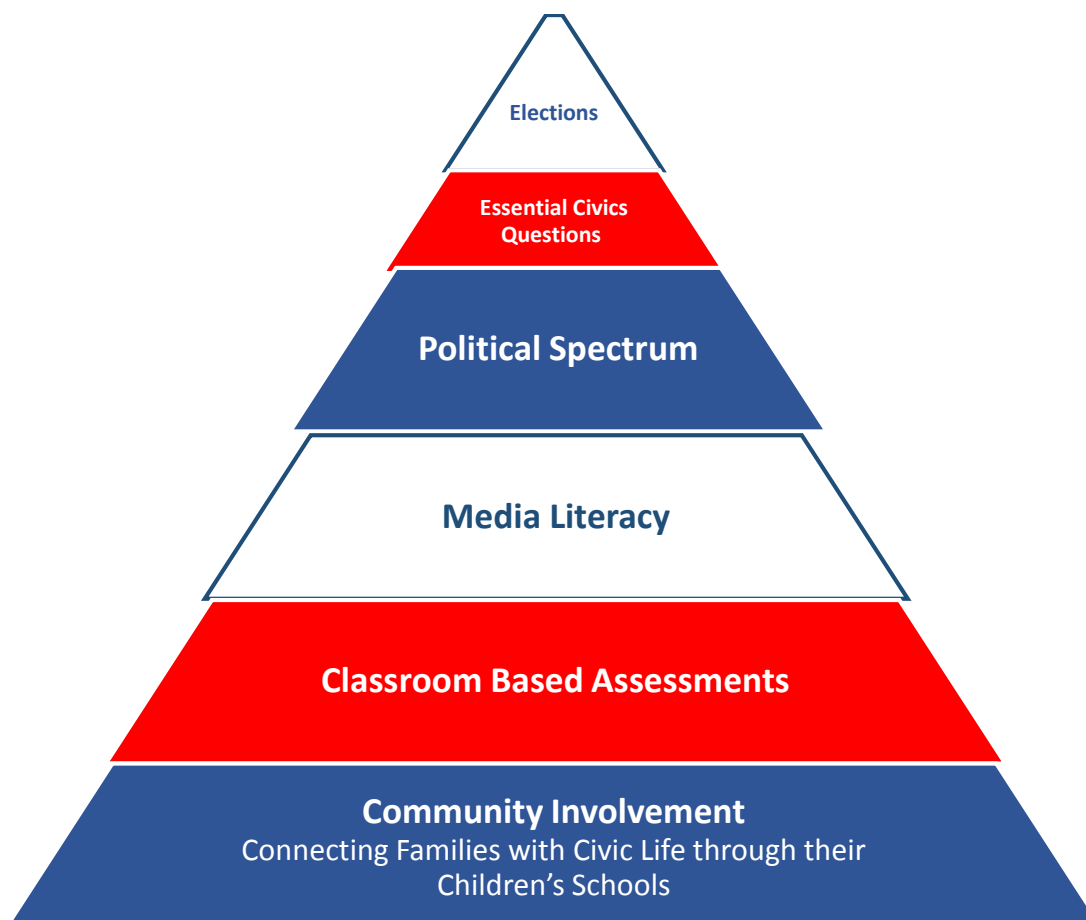 Elections
Essential Civics
Questions
Political Spectrum
Media Literacy
Classroom Based Assessments
Community Involvement
Connecting Families with Civic Life through their
Children’s Schools